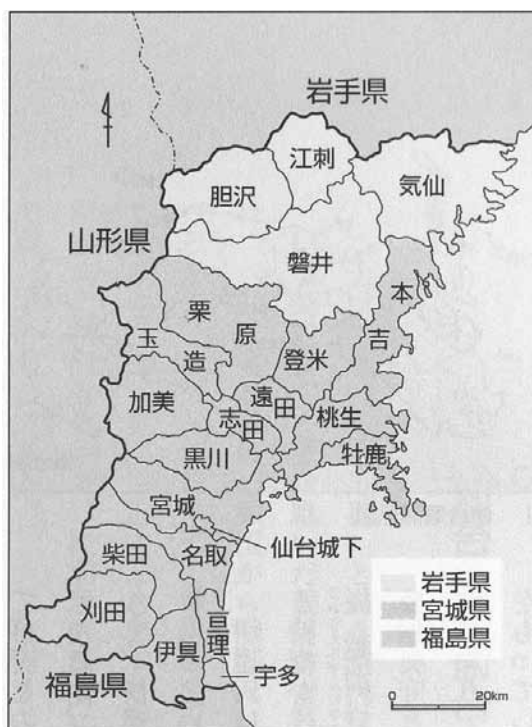 岩手県
江刺
胆沢
気仙
山形県
磐井
本吉
栗原
玉造
登米
加美
遠田
志田
桃生
牡鹿
黒川
宮城
仙台城下
柴田
名取
刈田
亘理
伊具
宇多
福島県
岩手県
宮城県
福島県
0 20km